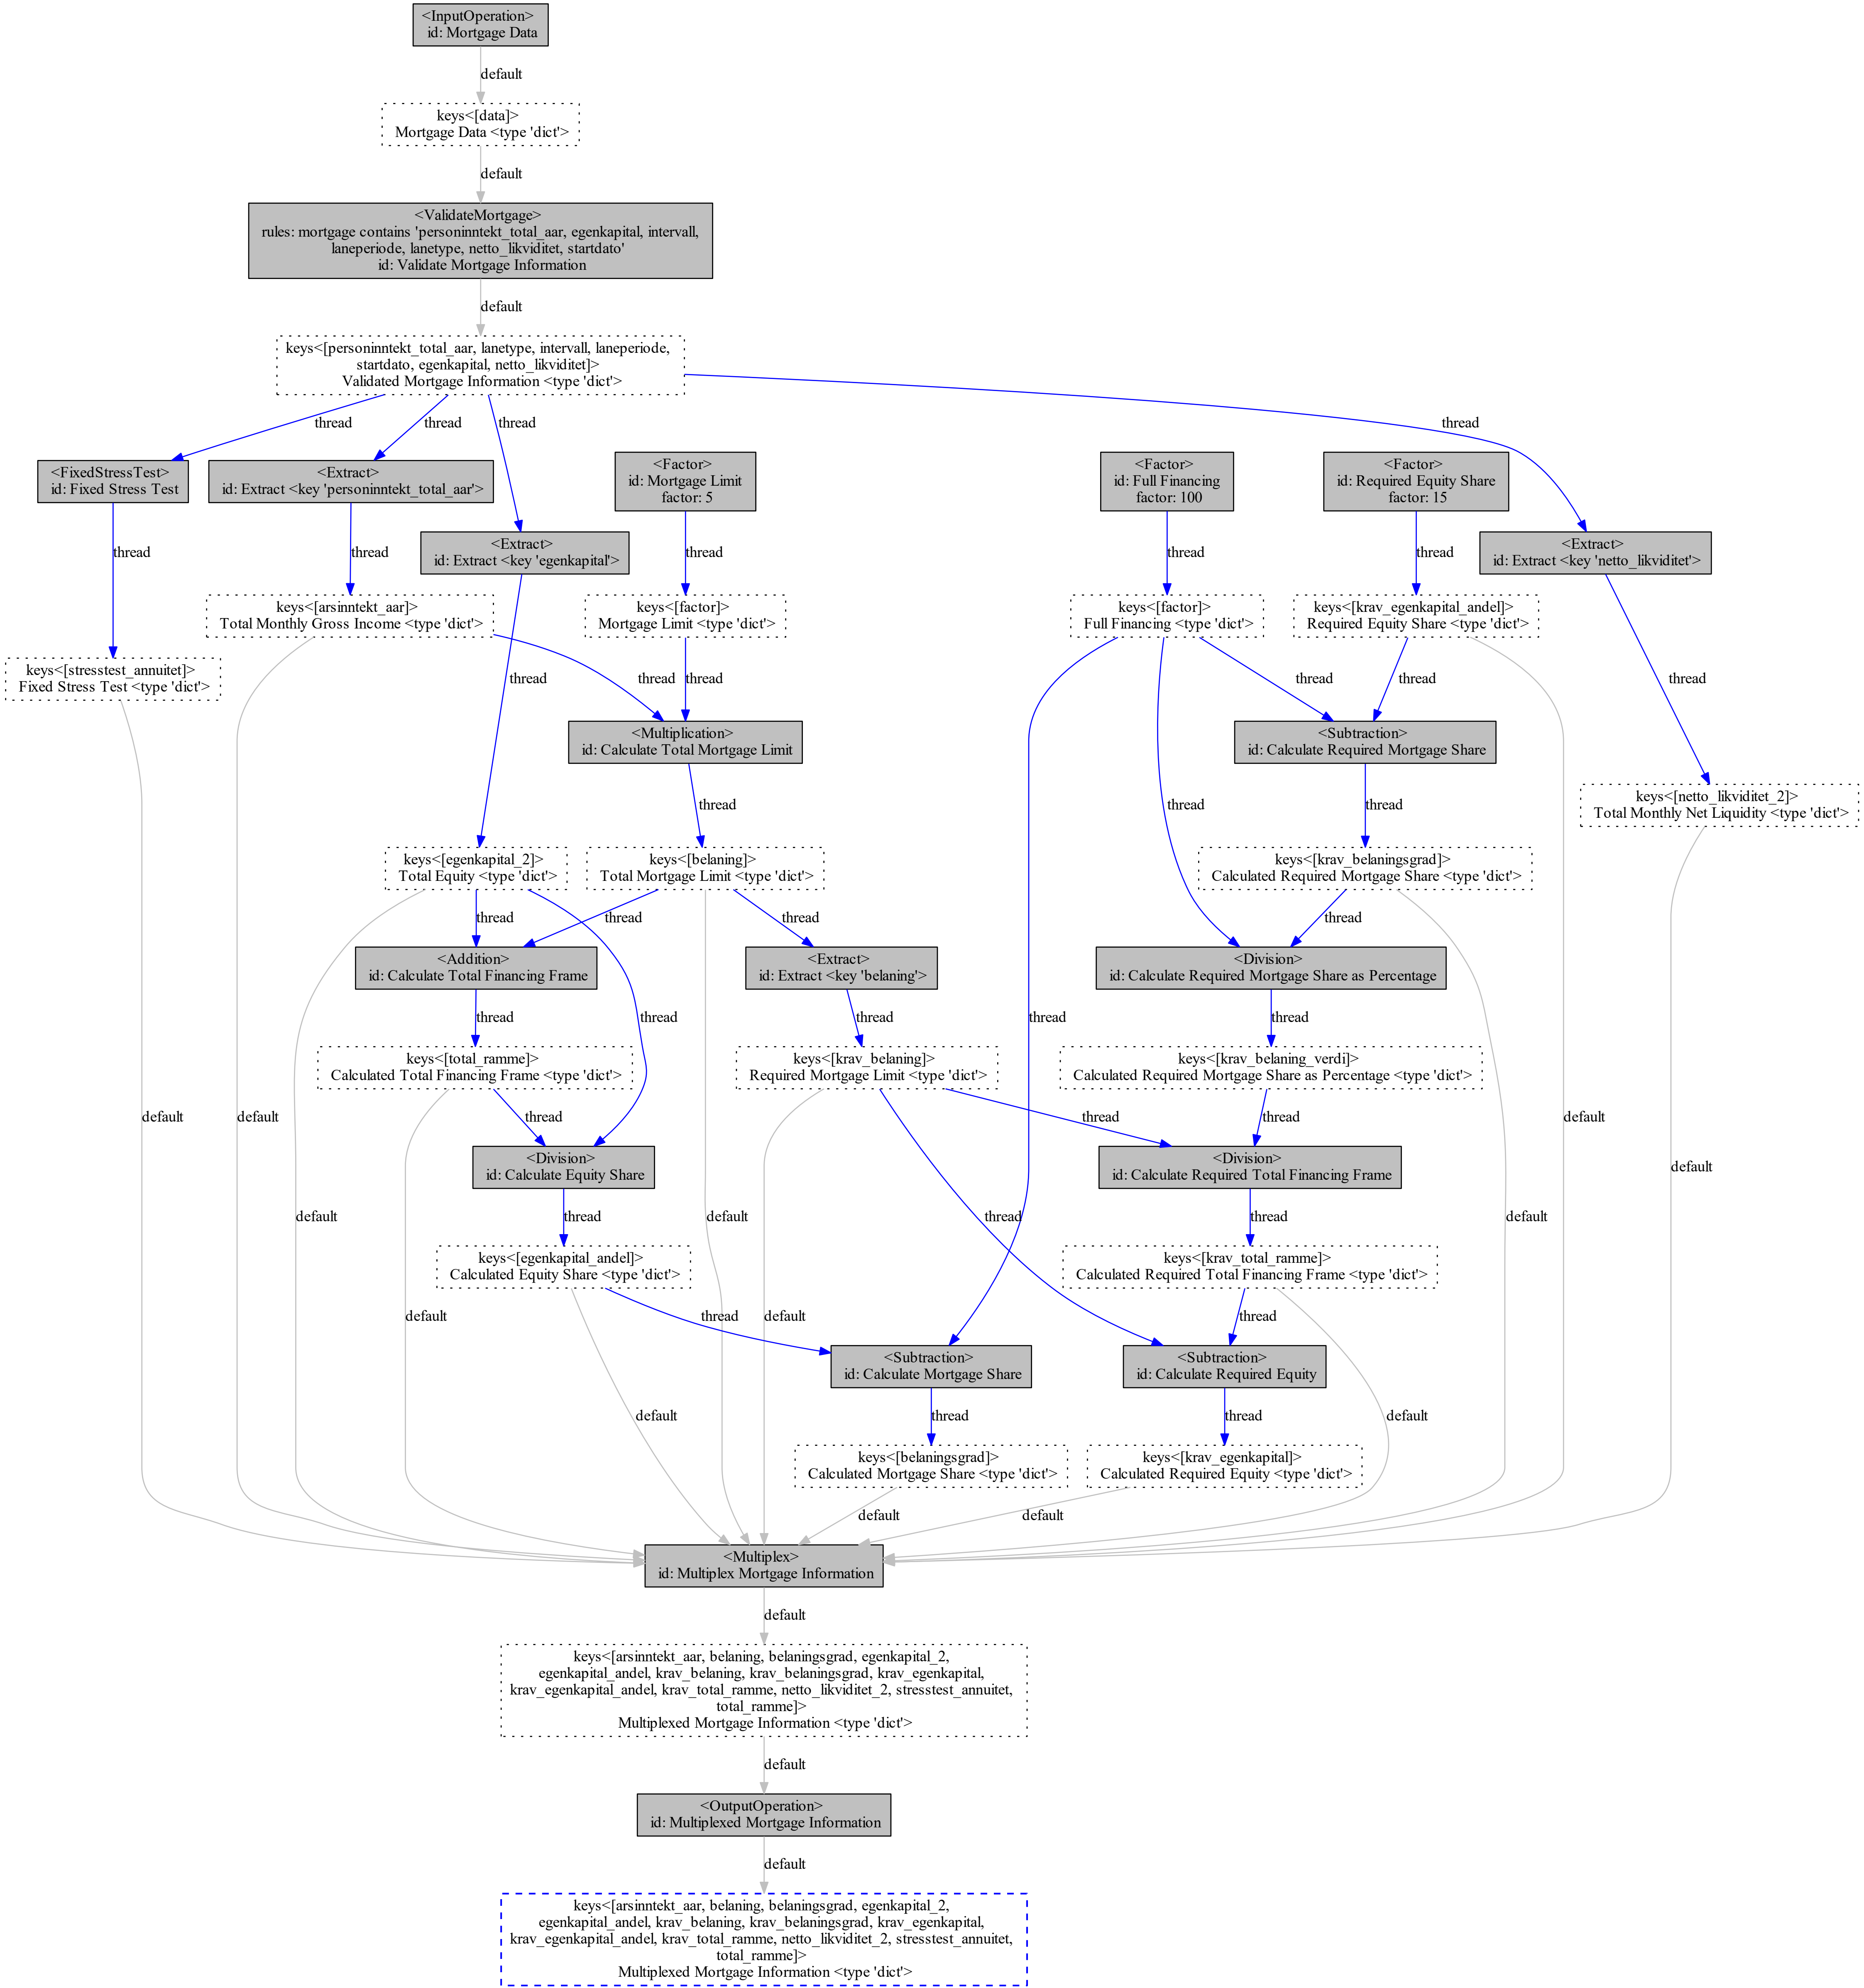 <InputOperation>
id: Mortgage Data
default
keys<[data]>
Mortgage Data <type 'dict'>
default
<ValidateMortgage>
rules: mortgage contains 'personinntekt_total_aar, egenkapital, intervall,
laneperiode, lanetype, netto_likviditet, startdato'
id: Validate Mortgage Information
default
keys<[personinntekt_total_aar, lanetype, intervall, laneperiode,
startdato, egenkapital, netto_likviditet]>
Validated Mortgage Information <type 'dict'>
thread
thread
thread
thread
<FixedStressTest>
id: Fixed Stress Test
<Extract>
id: Extract <key 'personinntekt_total_aar'>
<Factor>
id: Mortgage Limit
factor: 5
<Factor>
id: Full Financing
factor: 100
<Factor>
id: Required Equity Share
factor: 15
<Extract>
id: Extract <key 'egenkapital'>
<Extract>
id: Extract <key 'netto_likviditet'>
thread
thread
thread
thread
thread
keys<[arsinntekt_aar]>
Total Monthly Gross Income <type 'dict'>
keys<[factor]>
Mortgage Limit <type 'dict'>
keys<[factor]>
Full Financing <type 'dict'>
keys<[krav_egenkapital_andel]>
Required Equity Share <type 'dict'>
keys<[stresstest_annuitet]>
Fixed Stress Test <type 'dict'>
thread
thread
thread
thread
thread
thread
<Multiplication>
id: Calculate Total Mortgage Limit
<Subtraction>
id: Calculate Required Mortgage Share
thread
thread
thread
keys<[netto_likviditet_2]>
Total Monthly Net Liquidity <type 'dict'>
keys<[egenkapital_2]>
Total Equity <type 'dict'>
keys<[belaning]>
Total Mortgage Limit <type 'dict'>
keys<[krav_belaningsgrad]>
Calculated Required Mortgage Share <type 'dict'>
thread
thread
thread
thread
<Addition>
id: Calculate Total Financing Frame
<Extract>
id: Extract <key 'belaning'>
<Division>
id: Calculate Required Mortgage Share as Percentage
thread
thread
thread
thread
thread
keys<[total_ramme]>
Calculated Total Financing Frame <type 'dict'>
keys<[krav_belaning]>
Required Mortgage Limit <type 'dict'>
keys<[krav_belaning_verdi]>
Calculated Required Mortgage Share as Percentage <type 'dict'>
default
default
thread
thread
thread
default
<Division>
id: Calculate Equity Share
<Division>
id: Calculate Required Total Financing Frame
default
default
thread
default
thread
thread
default
keys<[egenkapital_andel]>
Calculated Equity Share <type 'dict'>
keys<[krav_total_ramme]>
Calculated Required Total Financing Frame <type 'dict'>
default
thread
default
thread
<Subtraction>
id: Calculate Mortgage Share
<Subtraction>
id: Calculate Required Equity
default
thread
thread
default
keys<[belaningsgrad]>
Calculated Mortgage Share <type 'dict'>
keys<[krav_egenkapital]>
Calculated Required Equity <type 'dict'>
default
default
<Multiplex>
id: Multiplex Mortgage Information
default
keys<[arsinntekt_aar, belaning, belaningsgrad, egenkapital_2,
egenkapital_andel, krav_belaning, krav_belaningsgrad, krav_egenkapital,
krav_egenkapital_andel, krav_total_ramme, netto_likviditet_2, stresstest_annuitet,
total_ramme]>
Multiplexed Mortgage Information <type 'dict'>
default
<OutputOperation>
id: Multiplexed Mortgage Information
default
keys<[arsinntekt_aar, belaning, belaningsgrad, egenkapital_2,
egenkapital_andel, krav_belaning, krav_belaningsgrad, krav_egenkapital,
krav_egenkapital_andel, krav_total_ramme, netto_likviditet_2, stresstest_annuitet,
total_ramme]>
Multiplexed Mortgage Information <type 'dict'>